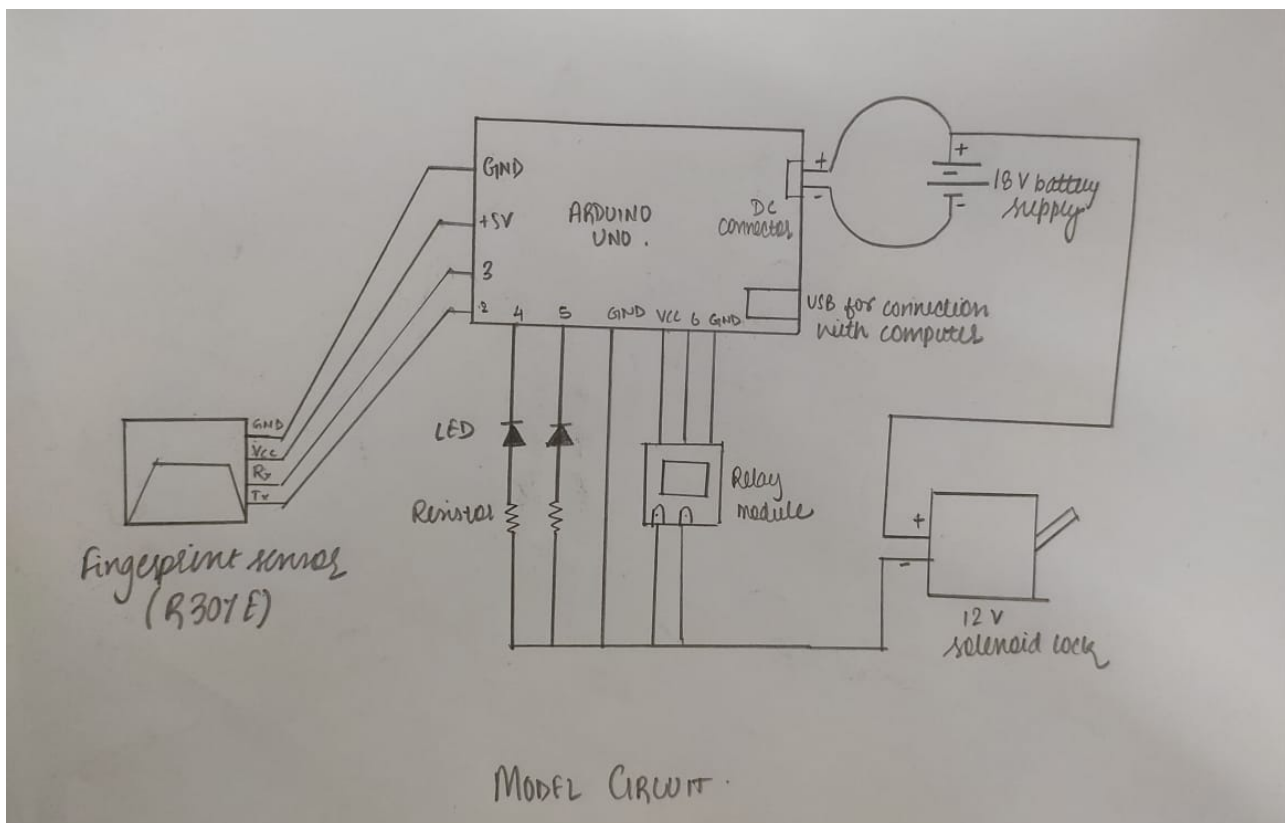 GND
+5V
3
2
ARDUINO
UNO.
DC
connector
4
5
GND
VCC
6
GND
+
-
+
-
18V battery
supply
USB for connection
with computer
GND
Vcc
Rx
Tx
Fingerprint sensor
(R307E)
LED
Resistor
Relay
module
+
-
12 V
solenoid lock
MODEL CIRCUIT.